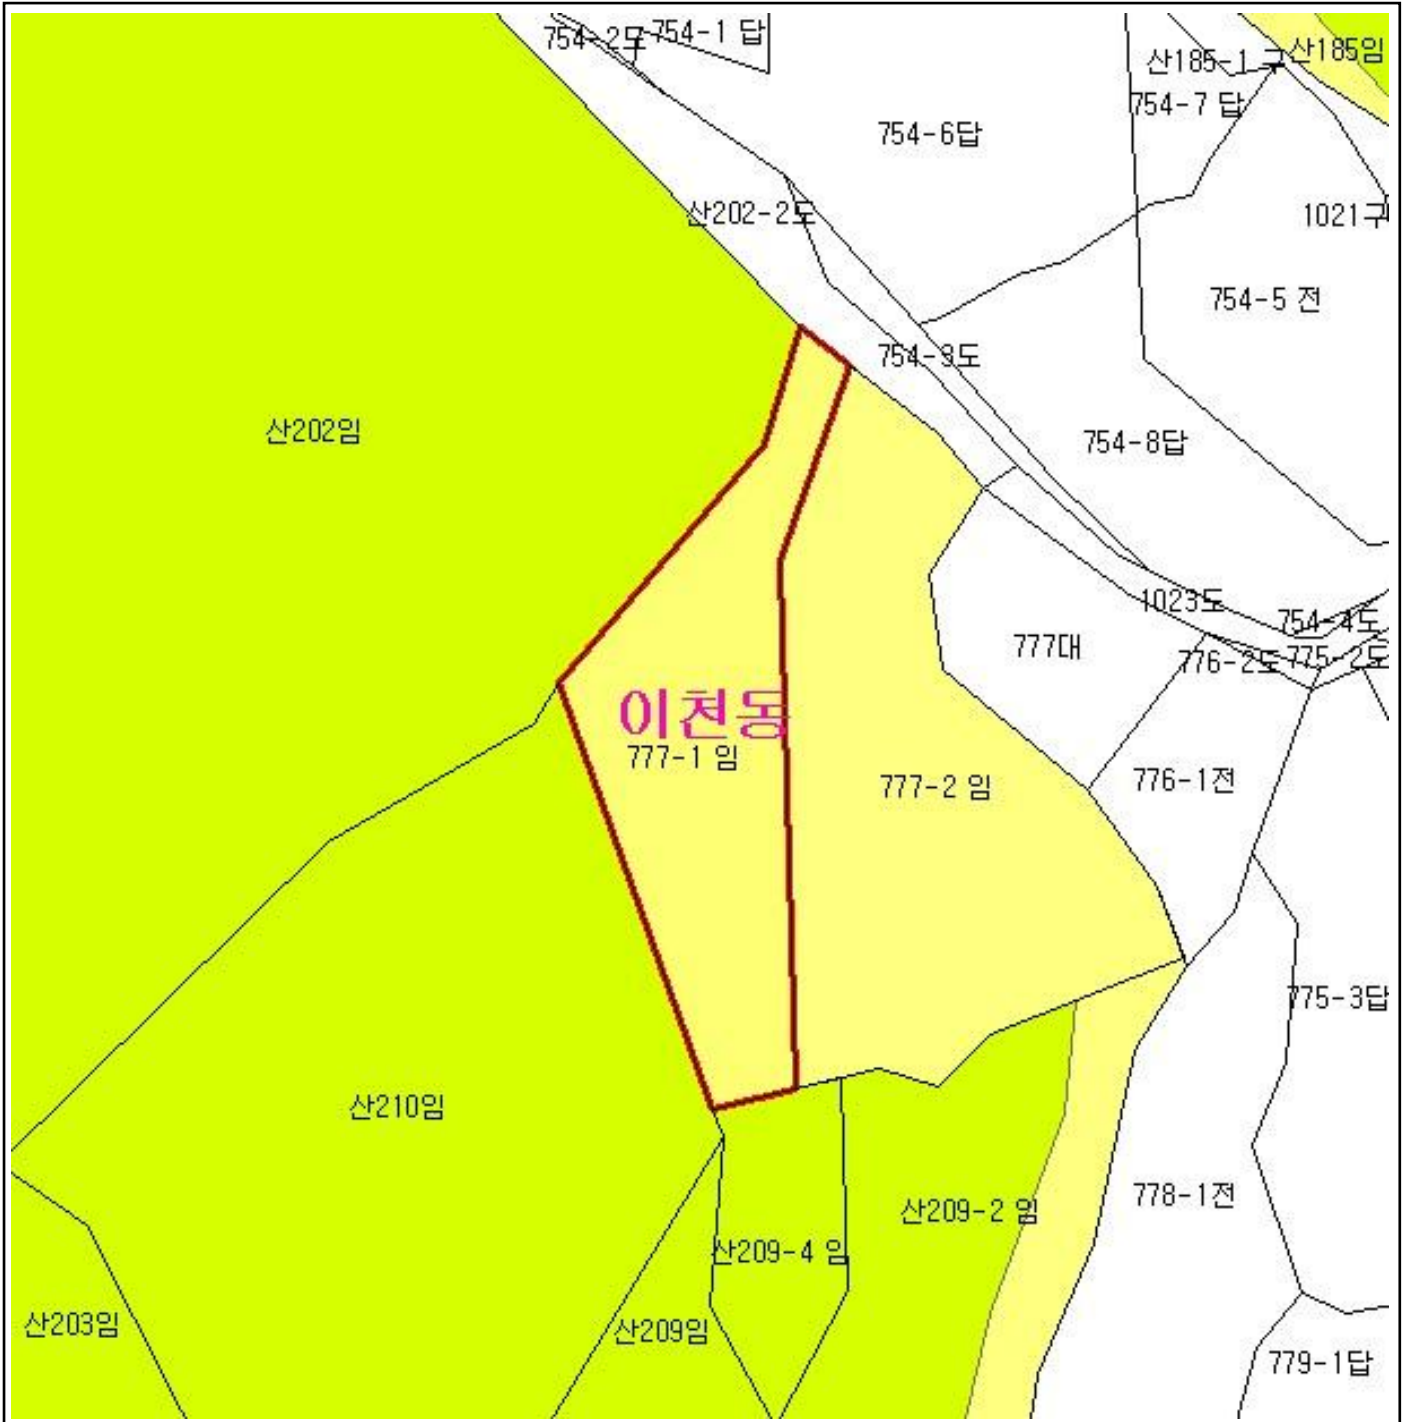 754-2도
754-1 답
산185-1 구
산185임
754-7 답
754-6답
산202-2도
1021구
754-5 전
754-3도
산202임
754-8답
1023도
754-4도
777대
776-2도
775-2도
이천동
777-1 임
777-2 임
776-1전
775-3답
산210임
778-1전
산209-2 임
산209-4 임
산203임
산209임
779-1답